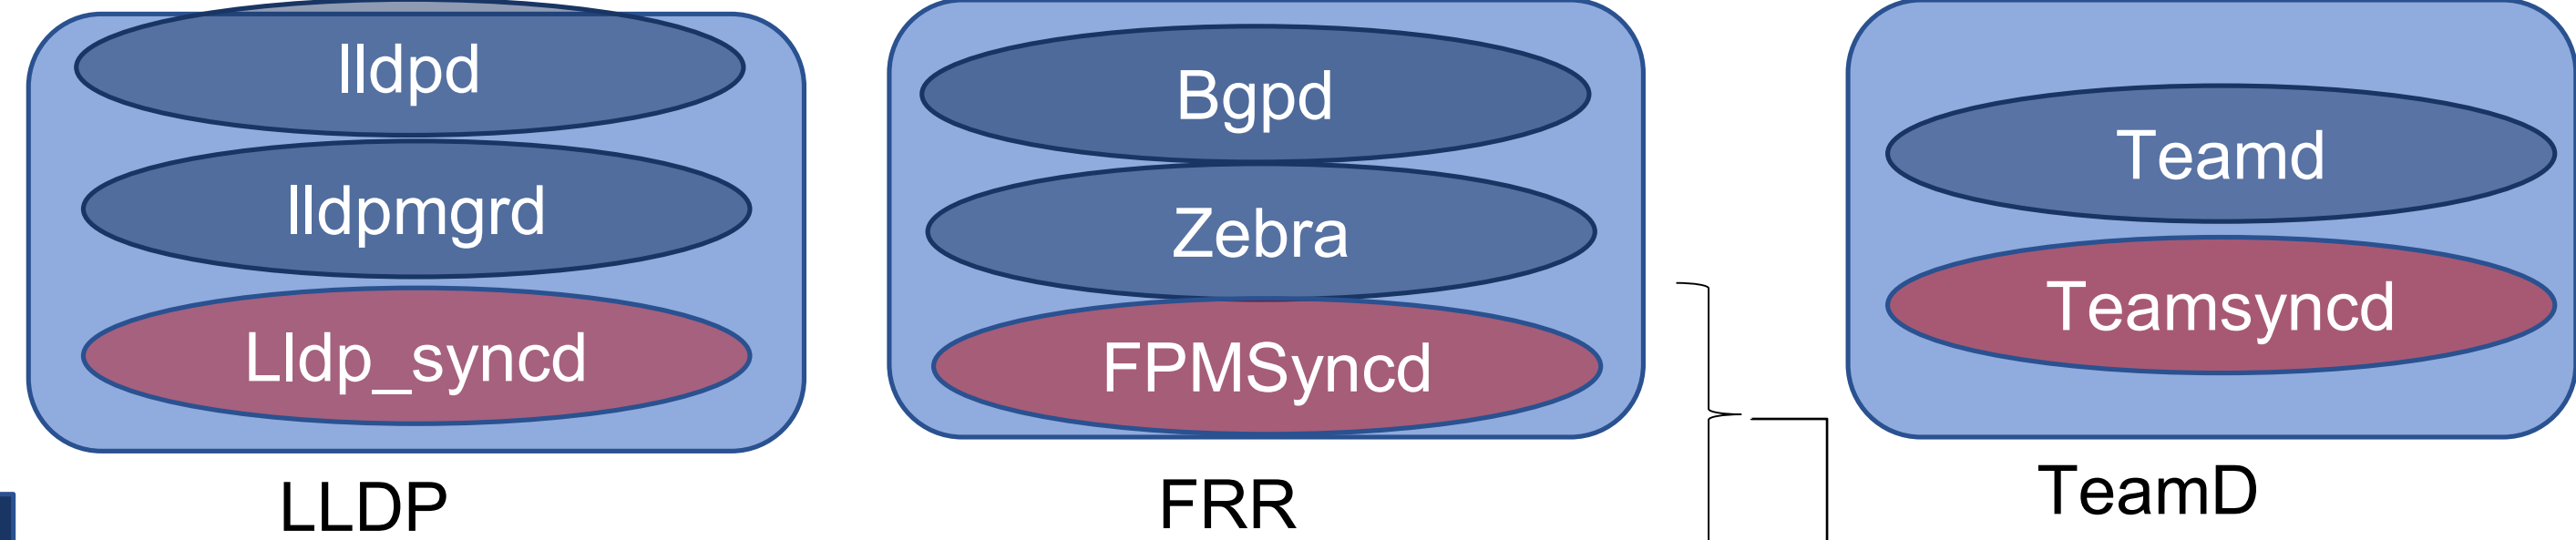 lldpd
lldpmgrd
Lldp_syncd
LLDP
Bgpd
Zebra
FPMSyncd
FRR
Teamd
Teamsyncd
TeamD